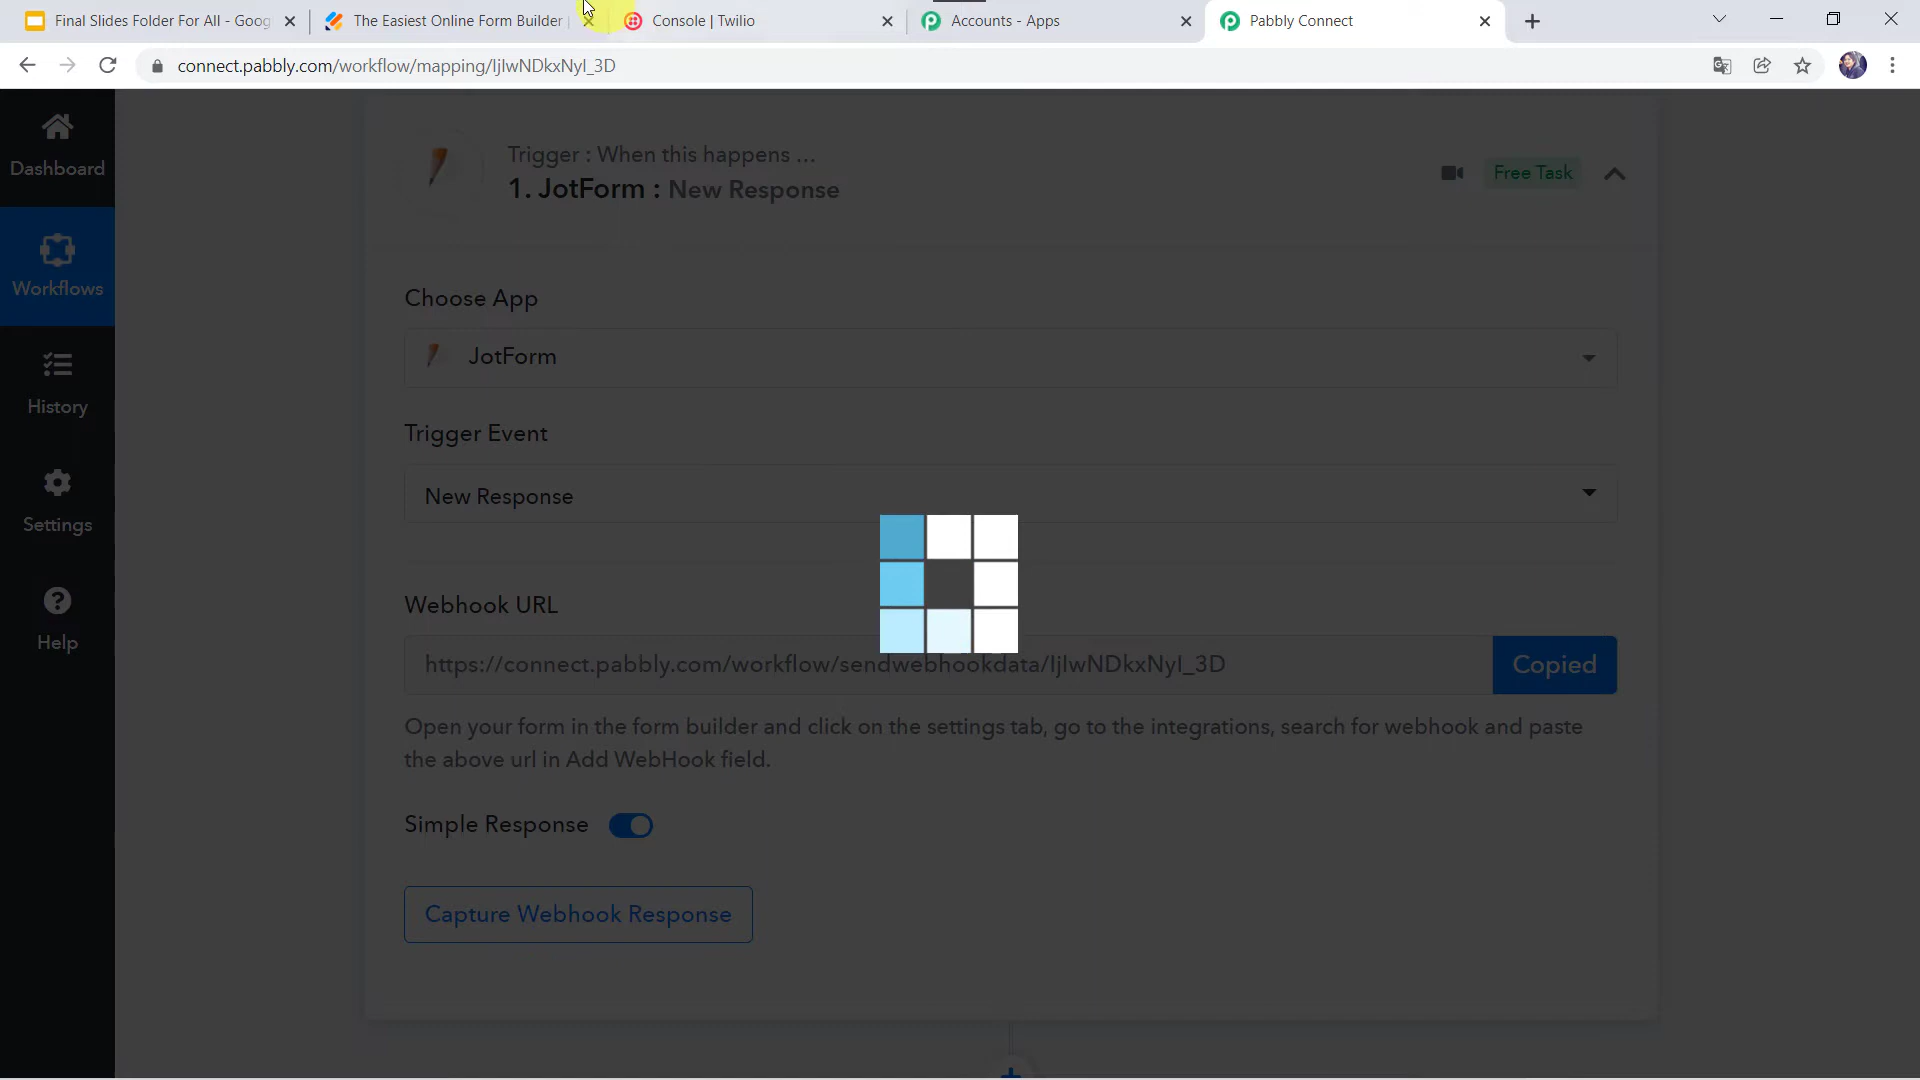 Final Slides Folder For All - Goog
The Easiest Online Form Builder
Console | Twilio
Accounts - Apps
Pabbly Connect
connect.pabbly.com/workflow/mapping/IjIwNDkxNyI_3D
Dashboard
Workflows
History
Settings
Help
Trigger : When this happens ...
1. JotForm : New Response
Free Task
Choose App
JotForm
Trigger Event
New Response
Webhook URL
https://connect.pabbly.com/workflow/sendwebhookdata/IjIwNDkxNyI_3D
Copied
Open your form in the form builder and click on the settings tab, go to the integrations, search for webhook and paste
the above url in Add WebHook field.
Simple Response
Capture Webhook Response